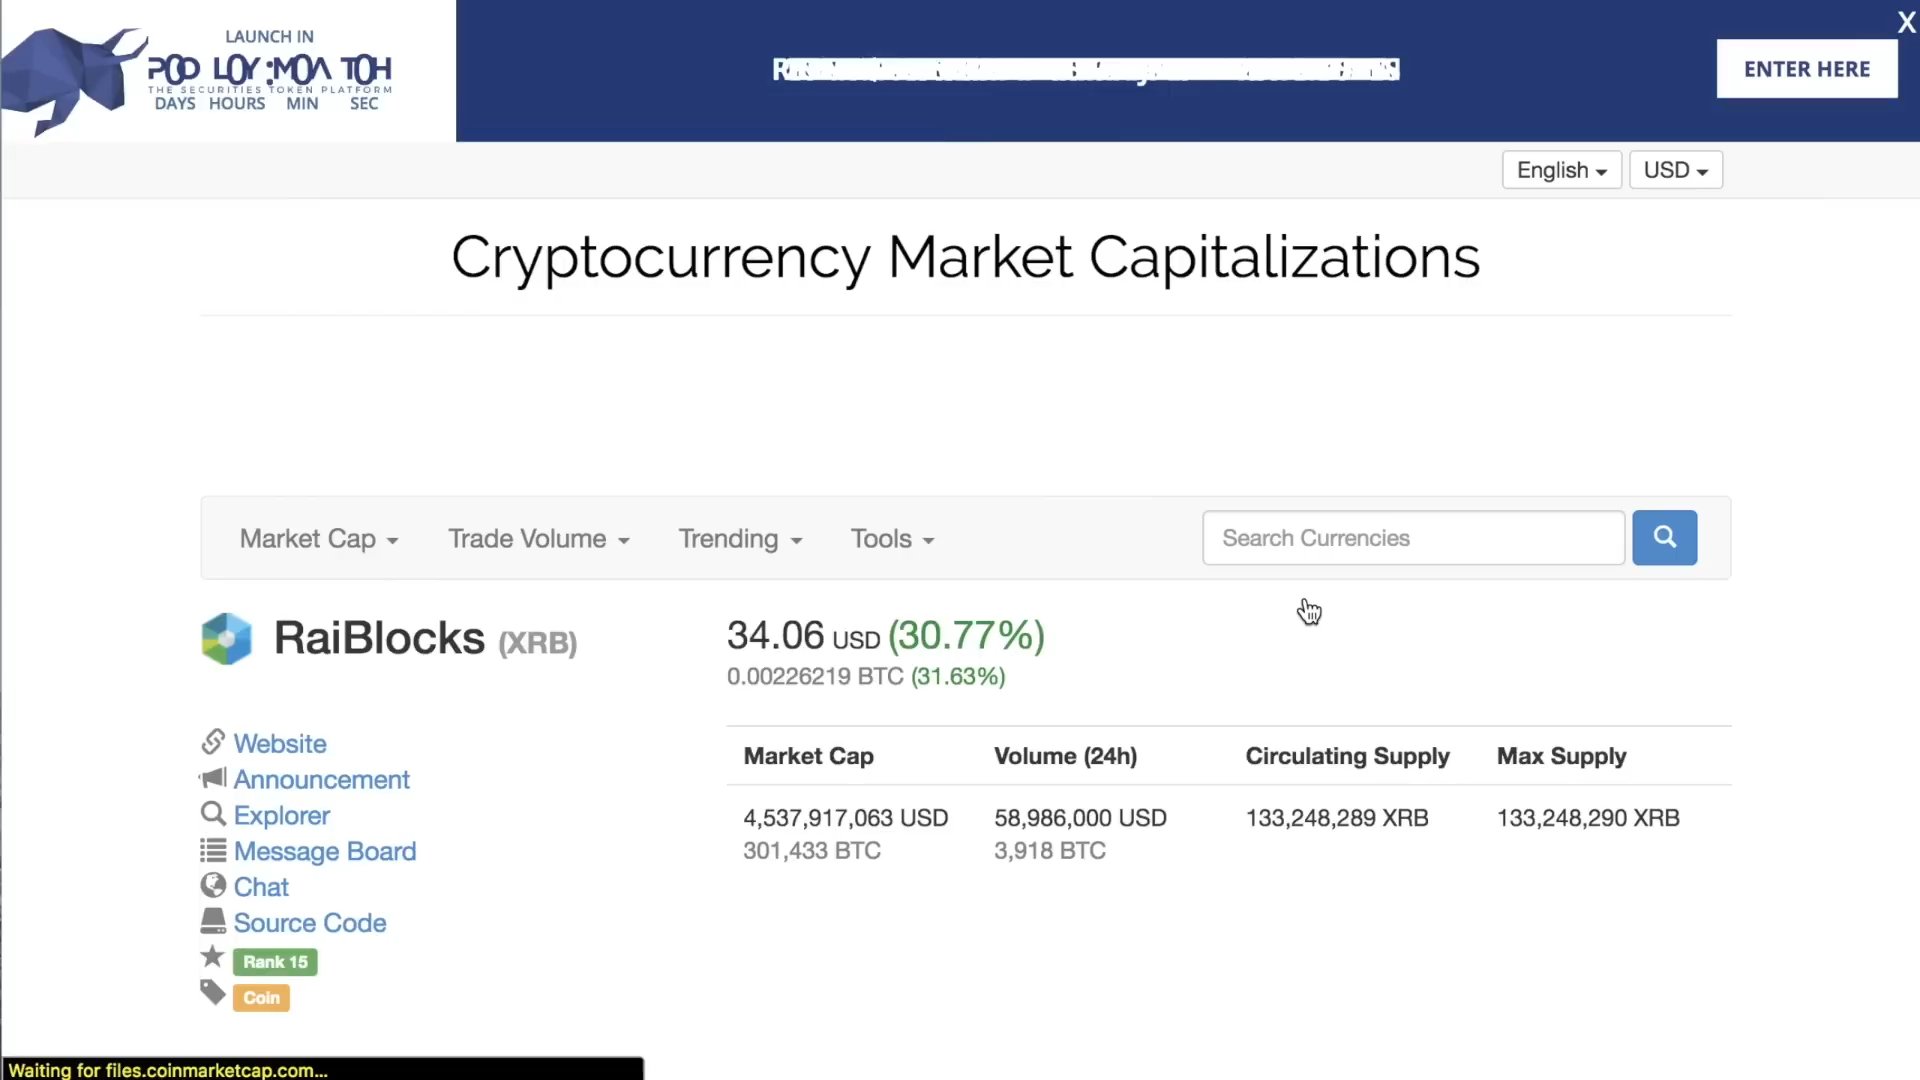 LAUNCH IN
THE SECURITIES TOKEN PLATFORM
DAYS HOURS MIN SEC
X
ENTER HERE
English
USD
Cryptocurrency Market Capitalizations
Market Cap
Trade Volume
Trending
Tools
Search Currencies
RaiBlocks (XRB)
34.06 USD (30.77%)
0.00226219 BTC (31.63%)
Website
Announcement
Explorer
Message Board
Chat
Source Code
Rank 15
Coin
Market Cap Volume (24h) Circulating Supply Max Supply
4,537,917,063 USD 58,986,000 USD 133,248,289 XRB 133,248,290 XRB
301,433 BTC 3,918 BTC
Waiting for files.coinmarketcap.com...